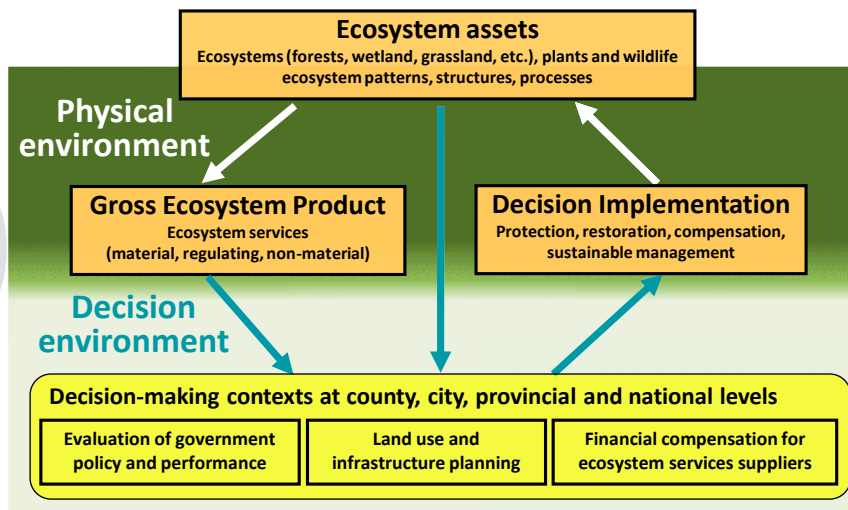 Ecosystem assets
Ecosystems (forests, wetland, grassland, etc.), plants and wildlife
ecosystem patterns, structures, processes
Physical
environment
Gross Ecosystem Product
Ecosystem services
(material, regulating, non-material)
Decision Implementation
Protection, restoration, compensation,
sustainable management
Decision
environment
Decision-making contexts at county, city, provincial and national levels
Evaluation of government
policy and performance
Land use and
infrastructure planning
Financial compensation for
ecosystem services suppliers